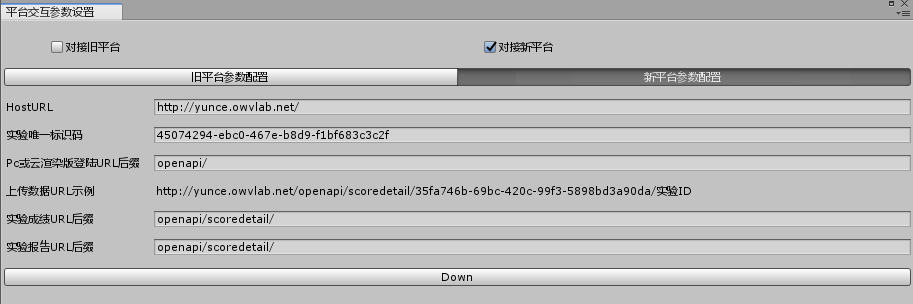 平台交互参数设置
对接旧平台 对接新平台
旧平台参数配置 新平台参数配置
HostURL http://yunce.owvlab.net/
实验唯一标识码 45074294-ebc0-467e-b8d9-f1bf683c3c2f
Pc或云渲染版登陆URL后缀 openapi/
上传数据URL示例 http://yunce.owvlab.net/openapi/scoredetail/35fa746b-69bc-420c-99f3-5898bd3a90da/实验ID
实验成绩URL后缀 openapi/scoredetail/
实验报告URL后缀 openapi/scoredetail/
Down